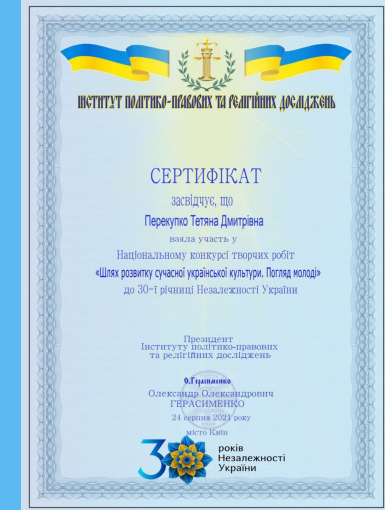 ІНСТИТУТ ПОЛІТИКО-ПРАВОВИХ ТА РЕЛІГІЙНИХ ДОСЛІДЖЕНЬ
СЕРТИФІКАТ
засвідчує, що
Перекупко Тетяна Дмитрівна
взяла участь у
Національному конкурсі творчих робіт
«Шлях розвитку сучасної української культури. Погляд молоді»
до 30-ї річниці Незалежності України
Президент
Інституту політико-правових
та релігійних досліджень
О.Герасименко
Олександр Олександрович
ГЕРАСИМЕНКО
24 серпня 2021 року
місто Київ
30
років
Незалежності
України